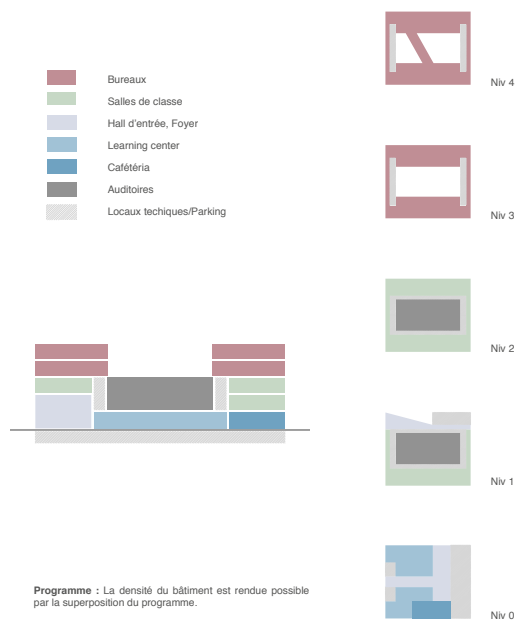 Bureaux
Salles de classe
Hall d'entrée, Foyer
Learning center
Cafétéria
Auditoires
Locaux techiques/Parking
Niv 4
Niv 3
Niv 2
Niv 1
Niv 0
Programme : La densité du bâtiment est rendue possible
par la superposition du programme.